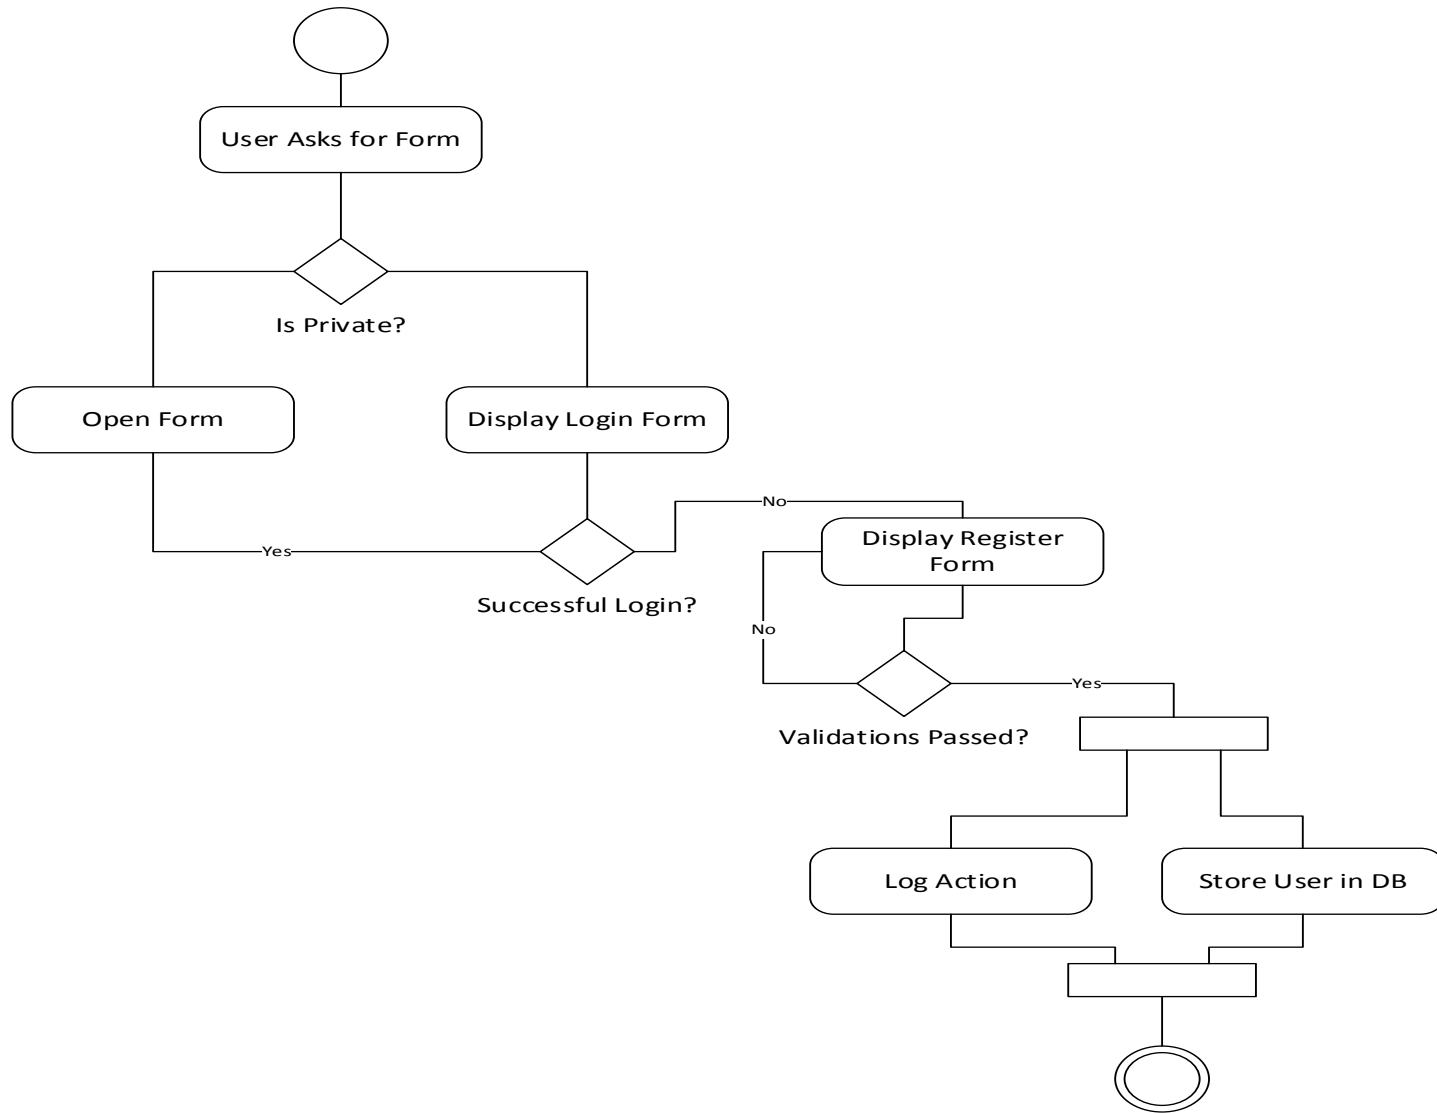 User Asks for Form
Is Private?
Open Form
Display Login Form
No
Display Register
Form
Yes
Successful Login?
No
Yes
Validations Passed?
Log Action
Store User in DB